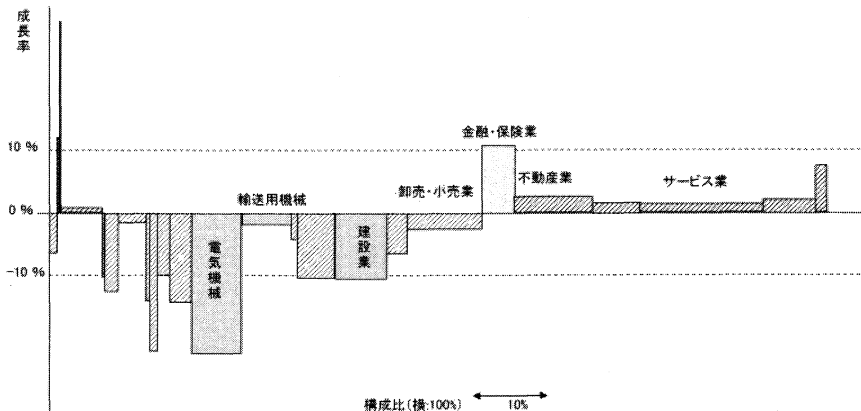 成長率
金融・保険業
10 %
不動産業
サービス業
卸売・小売業
輸送用機械
0 %
建設業
電気機械
-10 %
構成比(横:100%)
10%